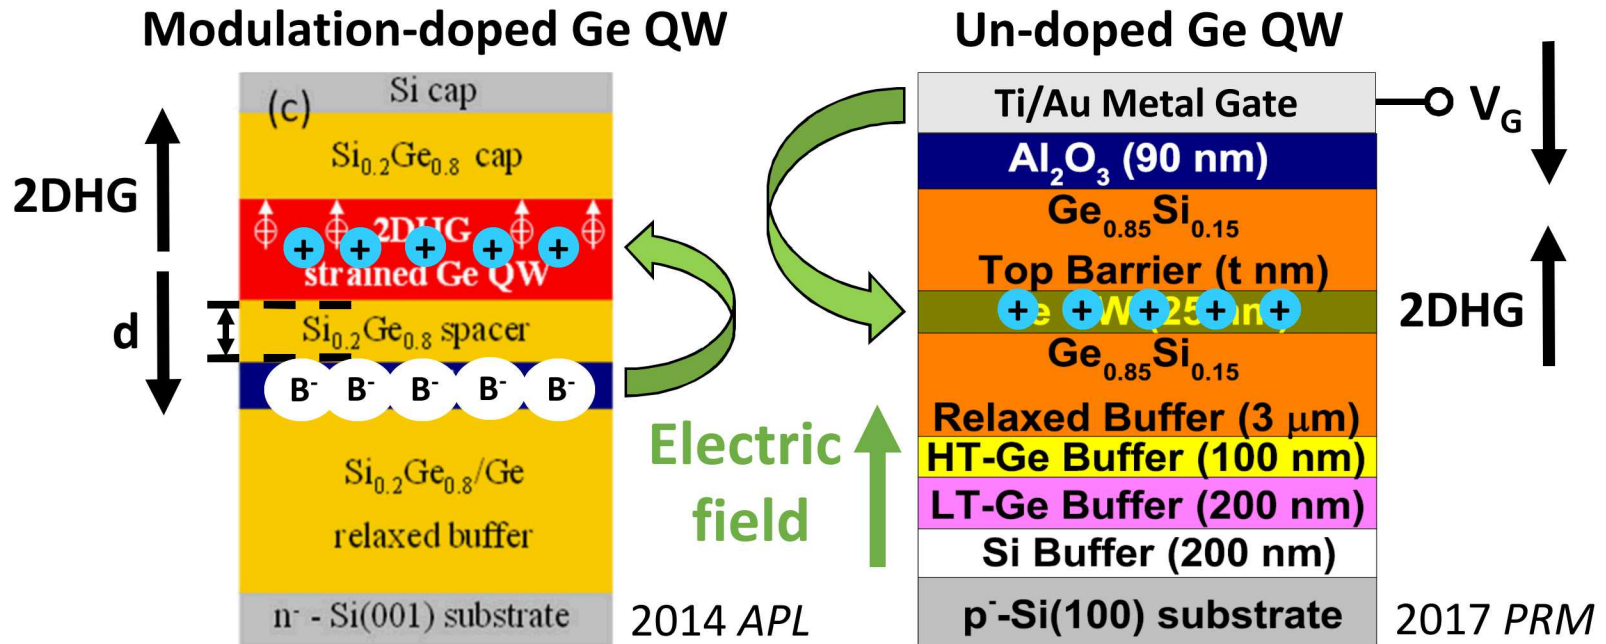 Modulation-doped Ge QW
Un-doped Ge QW
(c)
Si cap
Si₀.₂Ge₀.₈ cap
2DHG
2DHG
+ + + + +
strained Ge QW
d
Si₀.₂Ge₀.₈ spacer
B⁻ B⁻ B⁻ B⁻ B⁻
Si₀.₂Ge₀.₈/Ge
relaxed buffer
n⁻ - Si(001) substrate
2014 APL
Electric
field
Ti/Au Metal Gate
V_G
Al₂O₃ (90 nm)
Ge₀.₈₅Si₀.₁₅
Top Barrier (t nm)
+ + + + +
2DHG
Ge₀.₈₅Si₀.₁₅
Relaxed Buffer (3 μm)
HT-Ge Buffer (100 nm)
LT-Ge Buffer (200 nm)
Si Buffer (200 nm)
p⁻-Si(100) substrate
2017 PRM